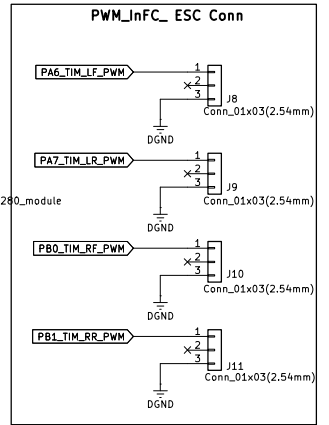 PWM_InFC_ ESC Conn
PA6_TIM_LF_PWM
1
2
3
J8
Conn_01x03(2.54mm)
DGND
PA7_TIM_LR_PWM
1
2
3
J9
Conn_01x03(2.54mm)
280_module
DGND
PB0_TIM_RF_PWM
1
2
3
J10
Conn_01x03(2.54mm)
DGND
PB1_TIM_RR_PWM
1
2
3
J11
Conn_01x03(2.54mm)
DGND